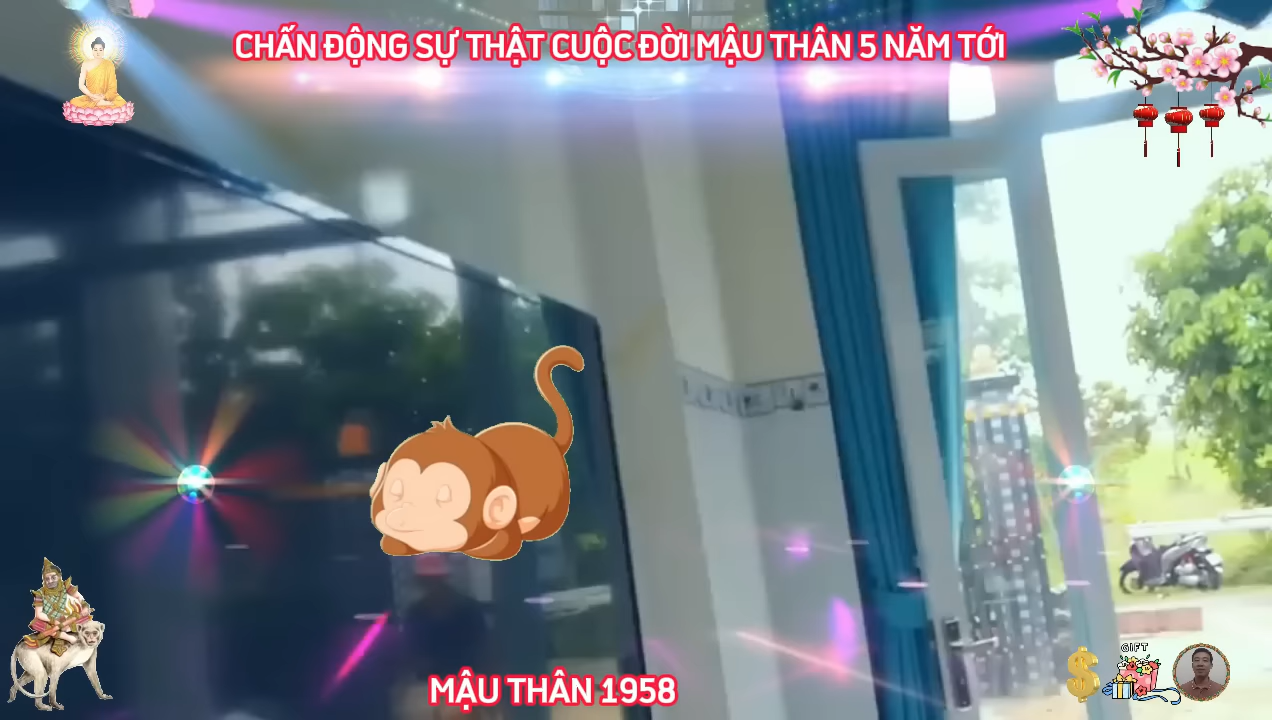 CHẤN ĐỘNG SỰ THẬT CUỘC ĐỜI MẬU THÂN 5 NĂM TỚI
GIFT
MẬU THÂN 1958